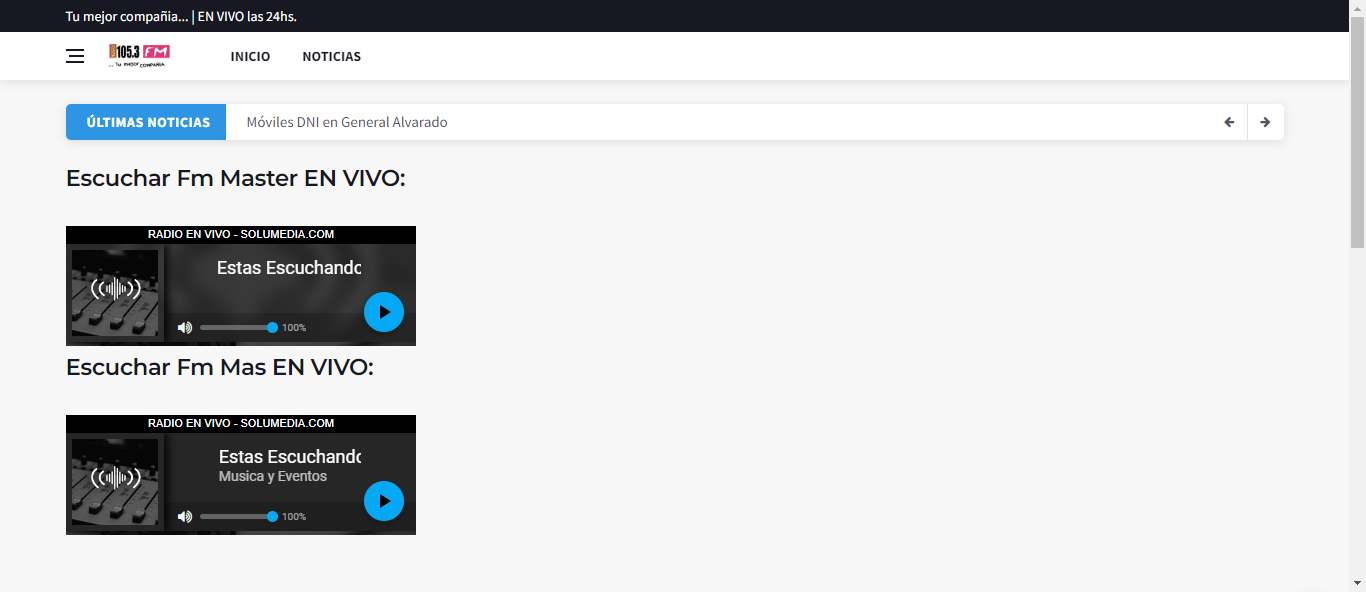 Tu mejor compañia... | EN VIVO las 24hs.
105.3 FM
... Tu mejor COMPAÑIA
INICIO
NOTICIAS
ÚLTIMAS NOTICIAS
Móviles DNI en General Alvarado
Escuchar Fm Master EN VIVO:
RADIO EN VIVO - SOLUMEDIA.COM
Estas Escuchando
100%
Escuchar Fm Mas EN VIVO:
RADIO EN VIVO - SOLUMEDIA.COM
Estas Escuchando
Musica y Eventos
100%